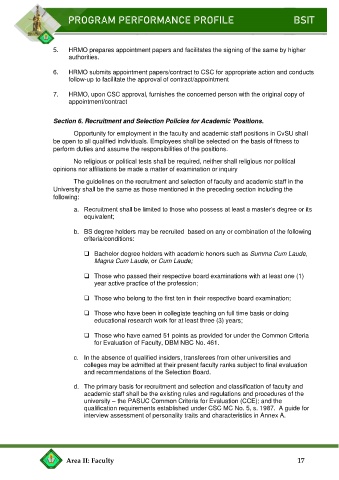 PROGRAM PERFORMANCE PROFILE BSIT
5. HRMO prepares appointment papers and facilitates the signing of the same by higher
authorities.
6. HRMO submits appointment papers/contract to CSC for appropriate action and conducts
follow-up to facilitate the approval of contract/appointment
7. HRMO, upon CSC approval, furnishes the concerned person with the original copy of
appointment/contract
Section 6. Recruitment and Selection Policies for Academic 'Positions.
Opportunity for employment in the faculty and academic staff positions in CvSU shall
be open to all qualified individuals. Employees shall be selected on the basis of fitness to
perform duties and assume the responsibilities of the positions.
No religious or political tests shall be required, neither shall religious nor political
opinions nor affiliations be made a matter of examination or inquiry
The guidelines on the recruitment and selection of faculty and academic staff in the
University shall be the same as those mentioned in the preceding section including the
following:
a. Recruitment shall be limited to those who possess at least a master's degree or its
equivalent;
b. BS degree holders may be recruited based on any or combination of the following
criteria/conditions:
❑ Bachelor degree holders with academic honors such as Summa Cum Laude,
Magna Cum Laude, or Cum Laude;
❑ Those who passed their respective board examinations with at least one (1)
year active practice of the profession;
❑ Those who belong to the first ten in their respective board examination;
❑ Those who have been in collegiate teaching on full time basis or doing
educational research work for at least three (3) years;
❑ Those who have earned 51 points as provided for under the Common Criteria
for Evaluation of Faculty, DBM NBC No. 461.
c. In the absence of qualified insiders, transferees from other universities and
colleges may be admitted at their present faculty ranks subject to final evaluation
and recommendations of the Selection Board.
d. The primary basis for recruitment and selection and classification of faculty and
academic staff shall be the existing rules and regulations and procedures of the
university – the PASUC Common Criteria for Evaluation (CCE); and the
qualification requirements established under CSC MC No. 5, s. 1987. A guide for
interview assessment of personality traits and characteristics in Annex A.
Area II: Faculty 17